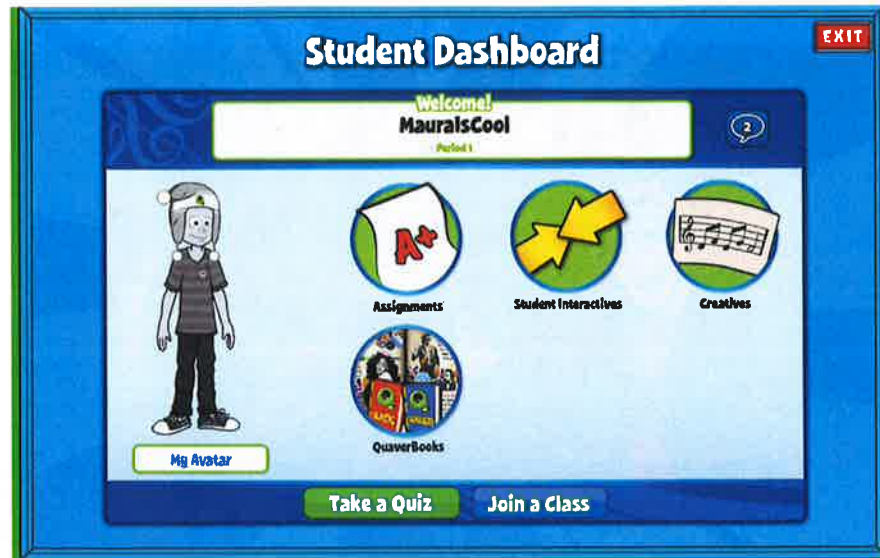 Student Dashboard
EXIT
Welcome!
MauraIsCool
Period 1
2
A+
Assignments
Student Interactives
Creatives
QuaverBooks
My Avatar
Take a Quiz
Join a Class